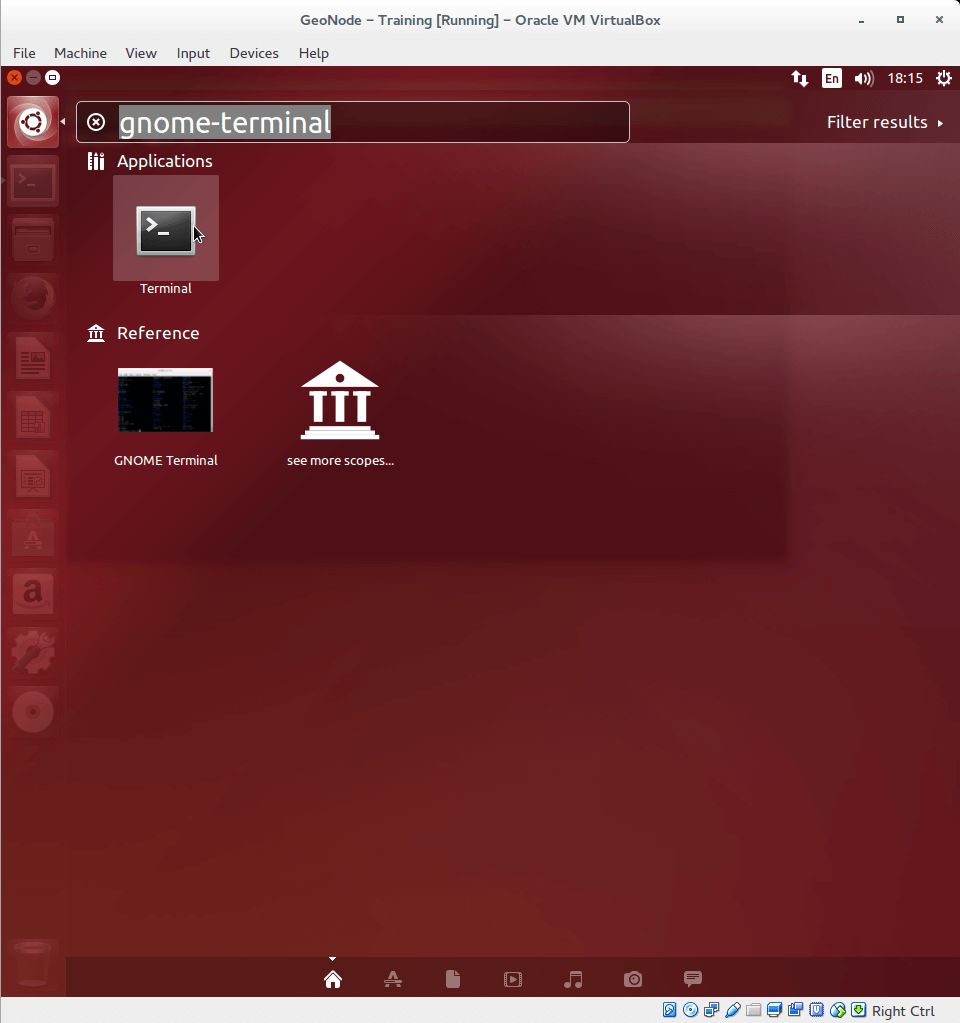 GeoNode – Training [Running] – Oracle VM VirtualBox
File Machine View Input Devices Help
En 18:15
gnome-terminal
Filter results
Applications
>_
Terminal
Reference
GNOME Terminal
see more scopes...
a
Right Ctrl